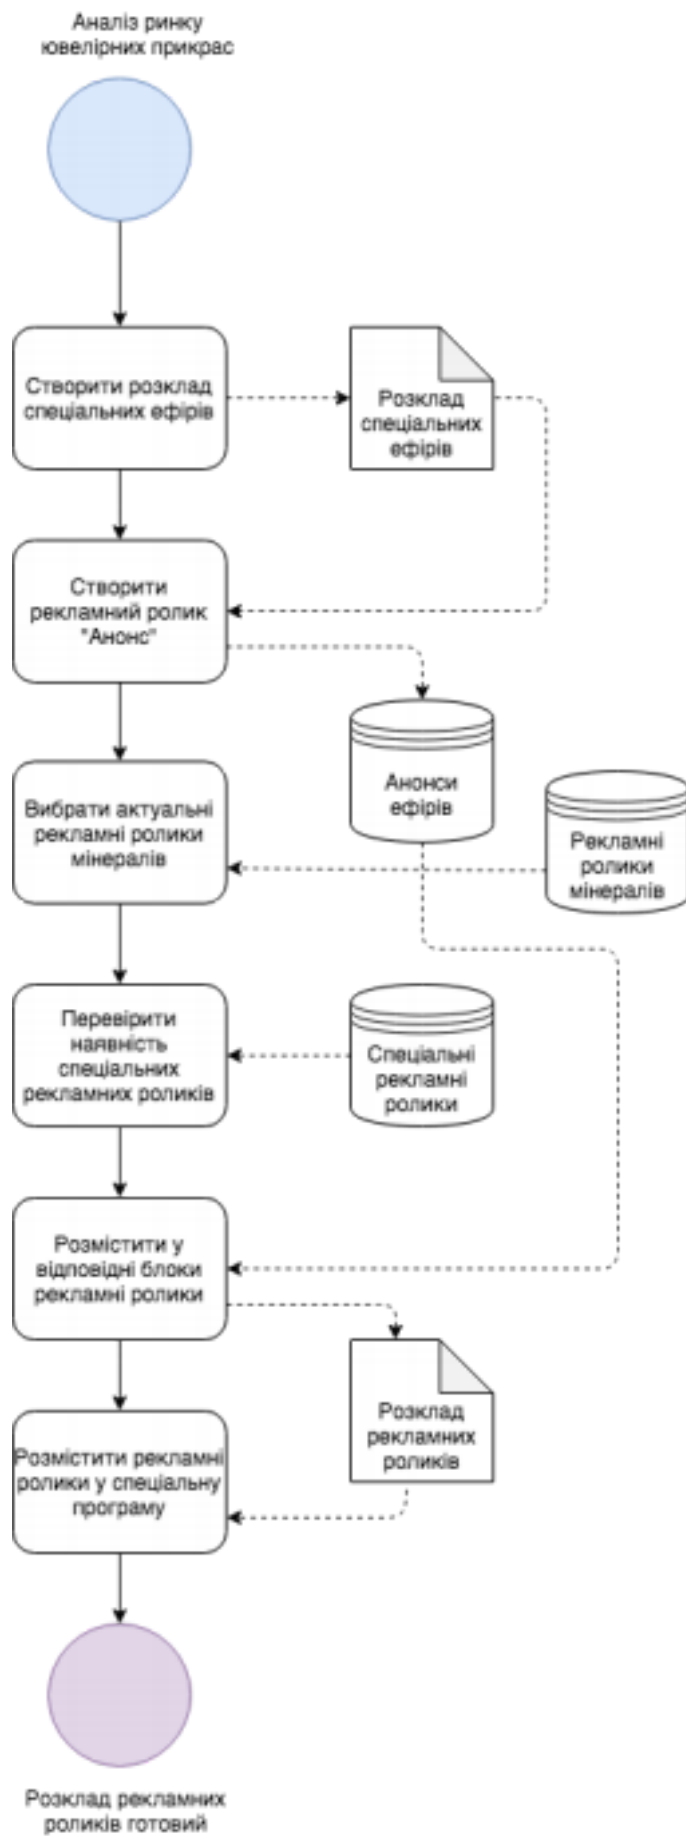 Аналіз ринку
ювелірних прикрас
Створити розклад
спеціальних ефірів
Розклад
спеціальних
ефірів
Створити
рекламний ролик
"Анонс"
Анонси
ефірів
Вибрати актуальні
рекламні ролики
мінералів
Рекламні
ролики
мінералів
Перевірити
наявність
спеціальних
рекламних роликів
Спеціальні
рекламні
ролики
Розмістити у
відповідні блоки
рекламні ролики
Розклад
рекламних
роликів
Розмістити рекламні
ролики у спеціальну
програму
Розклад рекламних
роликів готовий